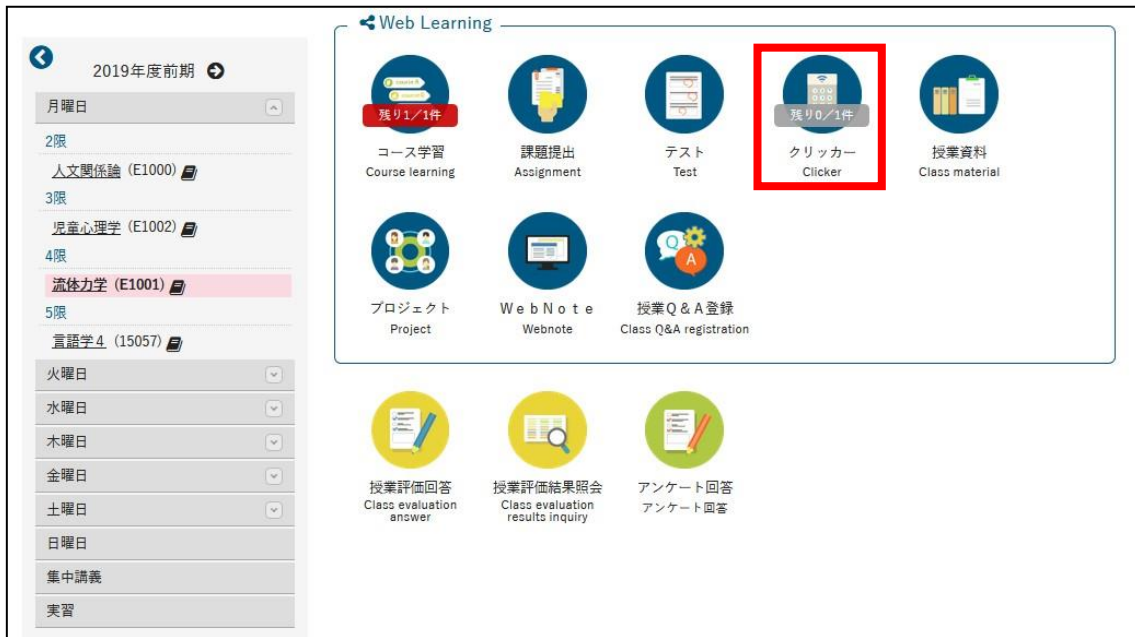 2019年度前期
月曜日
2限
人文関係論 (E1000)
3限
児童心理学 (E1002)
4限
流体力学 (E1001)
5限
言語学4 (15057)
火曜日
水曜日
木曜日
金曜日
土曜日
日曜日
集中講義
実習
Web Learning
残り1/1件
コース学習
Course learning
課題提出
Assignment
テスト
Test
残り0/1件
クリッカー
Clicker
授業資料
Class material
プロジェクト
Project
WebNote
Webnote
Q
A
授業Q&A登録
Class Q&A registration
授業評価回答
Class evaluation
answer
授業評価結果照会
Class evaluation
results inquiry
アンケート回答
アンケート回答